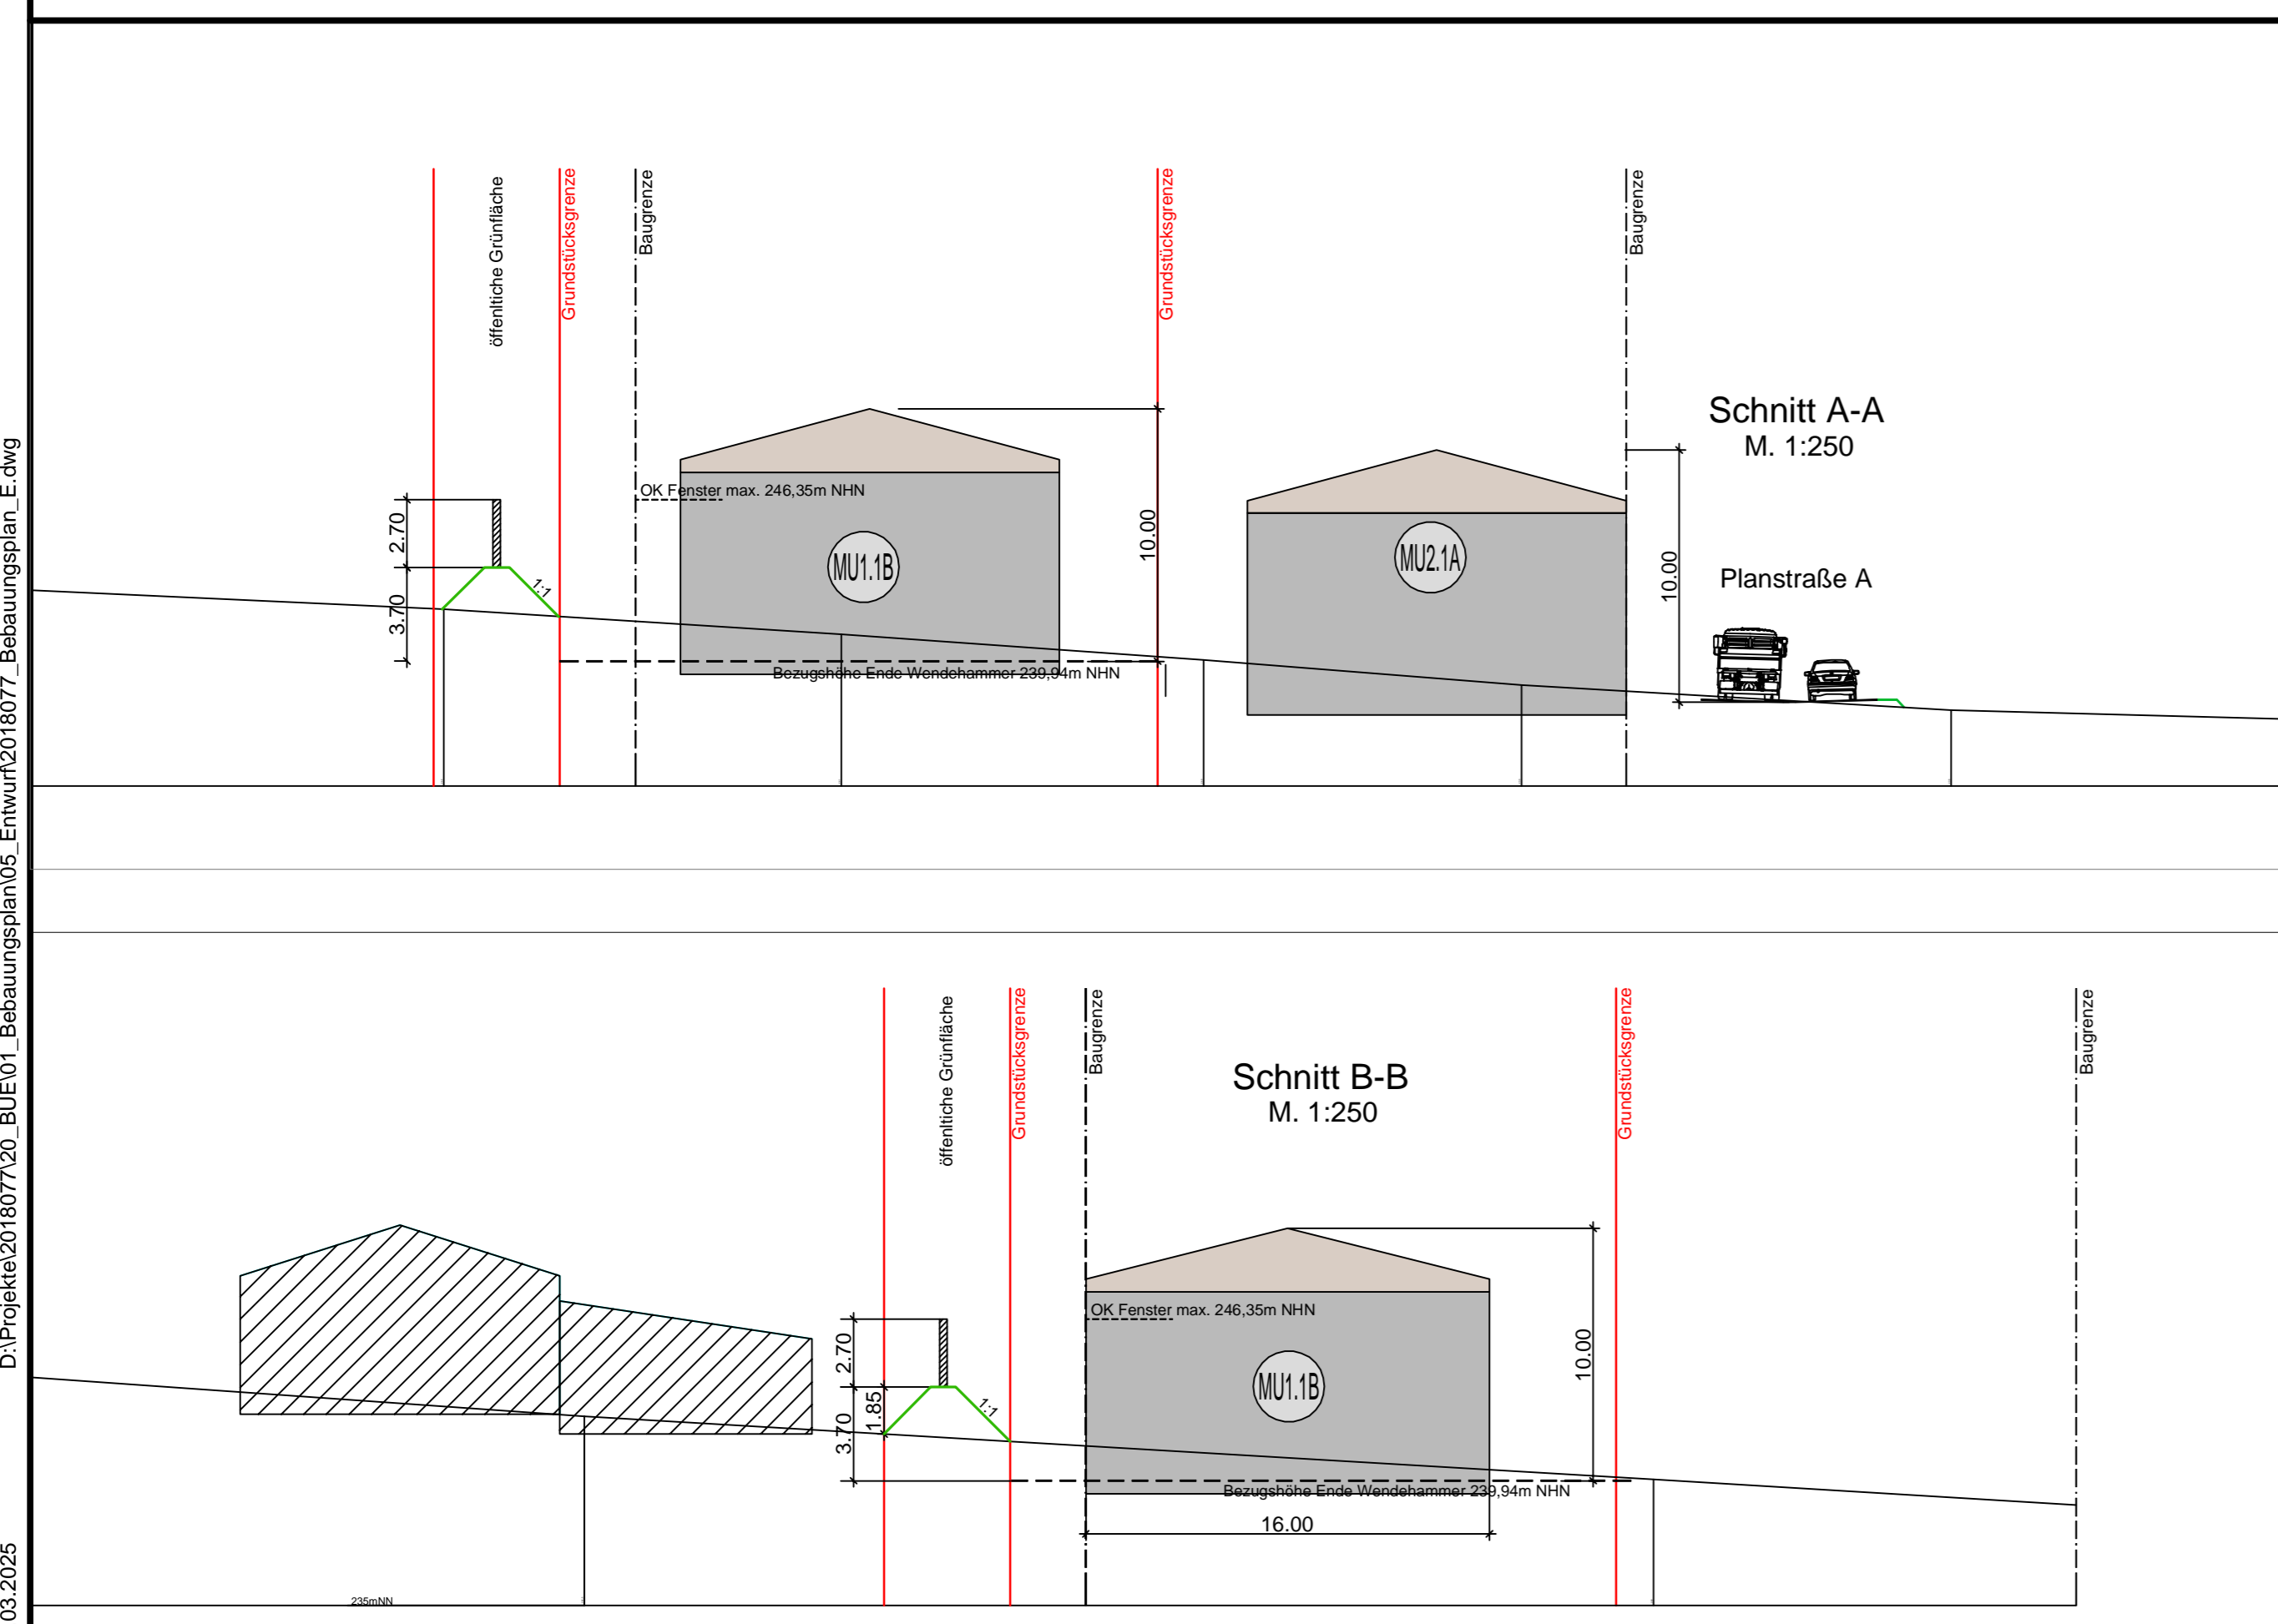 D:\Projekte\2018077\20_BUE\01_Bebauungsplan\05_Entwurf\2018077_Bebauungsplan_E.dwg
03.2025
öffenltiche Grünfläche
Grundstücksgrenze
Baugrenze
Grundstücksgrenze
Baugrenze
Schnitt A-A
M. 1:250
OK Fenster max. 246,35m NHN
2.70
3.70
1:1
MU1.1B
10.00
MU2.1A
10.00
Planstraße A
Bezugshöhe Ende Wendehammer 239,94m NHN
öffenltiche Grünfläche
Grundstücksgrenze
Baugrenze
Grundstücksgrenze
Baugrenze
Schnitt B-B
M. 1:250
OK Fenster max. 246,35m NHN
2.70
1.85
3.70
1:1
MU1.1B
10.00
Bezugshöhe Ende Wendehammer 239,94m NHN
16.00
235mNN